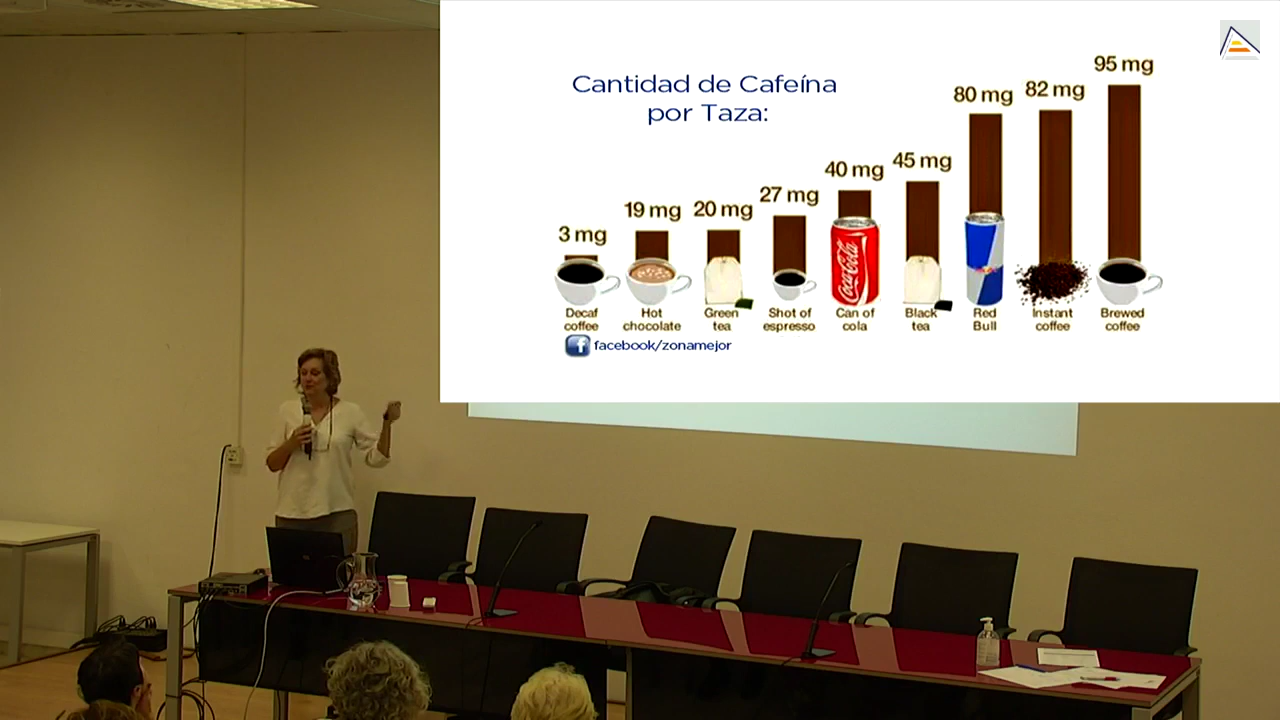 Cantidad de Cafeína
por Taza:
3 mg
19 mg
20 mg
27 mg
40 mg
45 mg
80 mg
82 mg
95 mg
Coca-Cola
Decaf
coffee
Hot
chocolate
Green
tea
Shot of
espresso
Can of
cola
Black
tea
Red
Bull
Instant
coffee
Brewed
coffee
f facebook/zonamejor